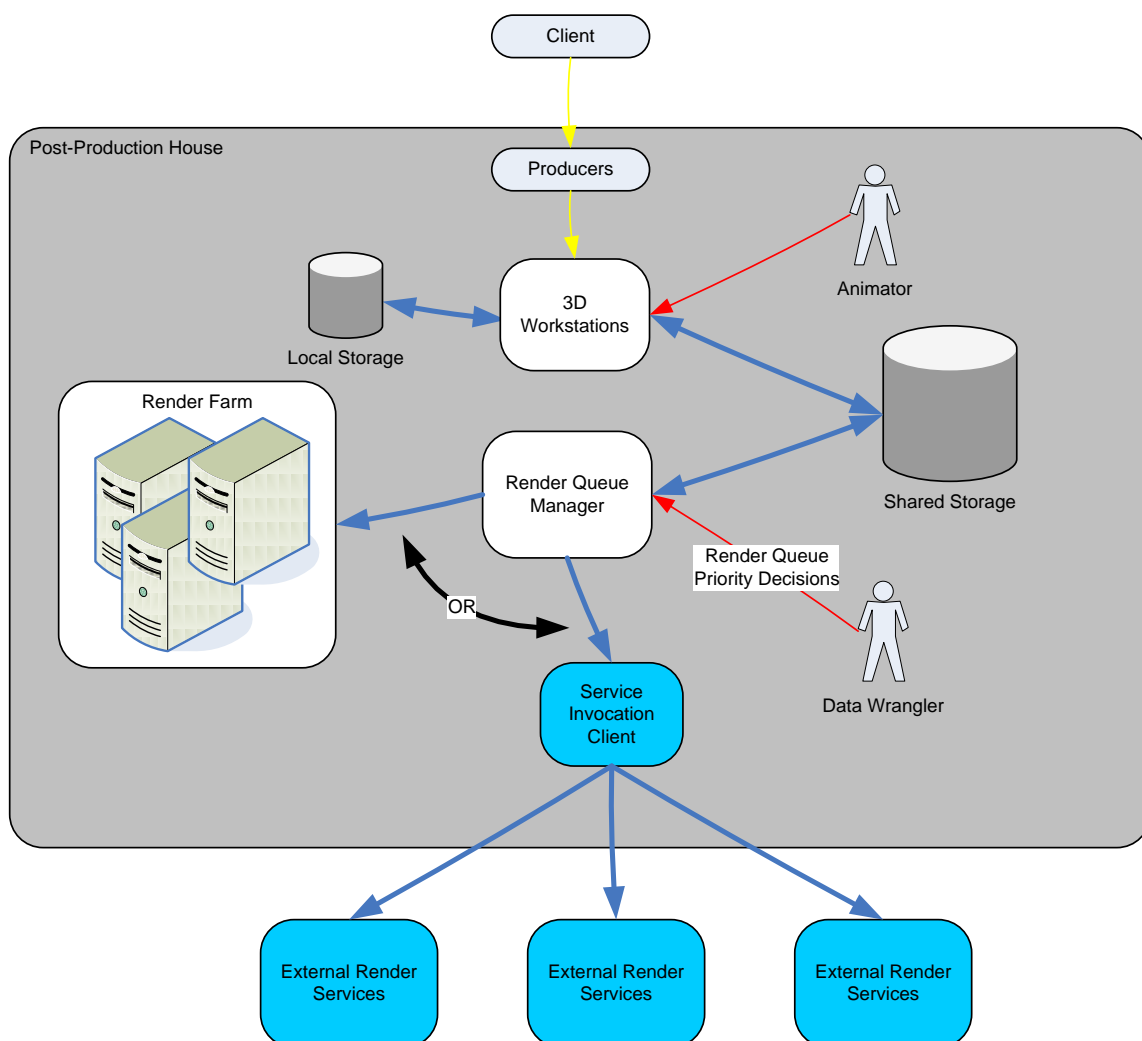 Client
Post-Production House
Producers
Animator
3D
Workstations
Local Storage
Render Farm
Render Queue
Manager
Shared Storage
Render Queue
Priority Decisions
OR
Service
Invocation
Client
Data Wrangler
External Render
Services
External Render
Services
External Render
Services